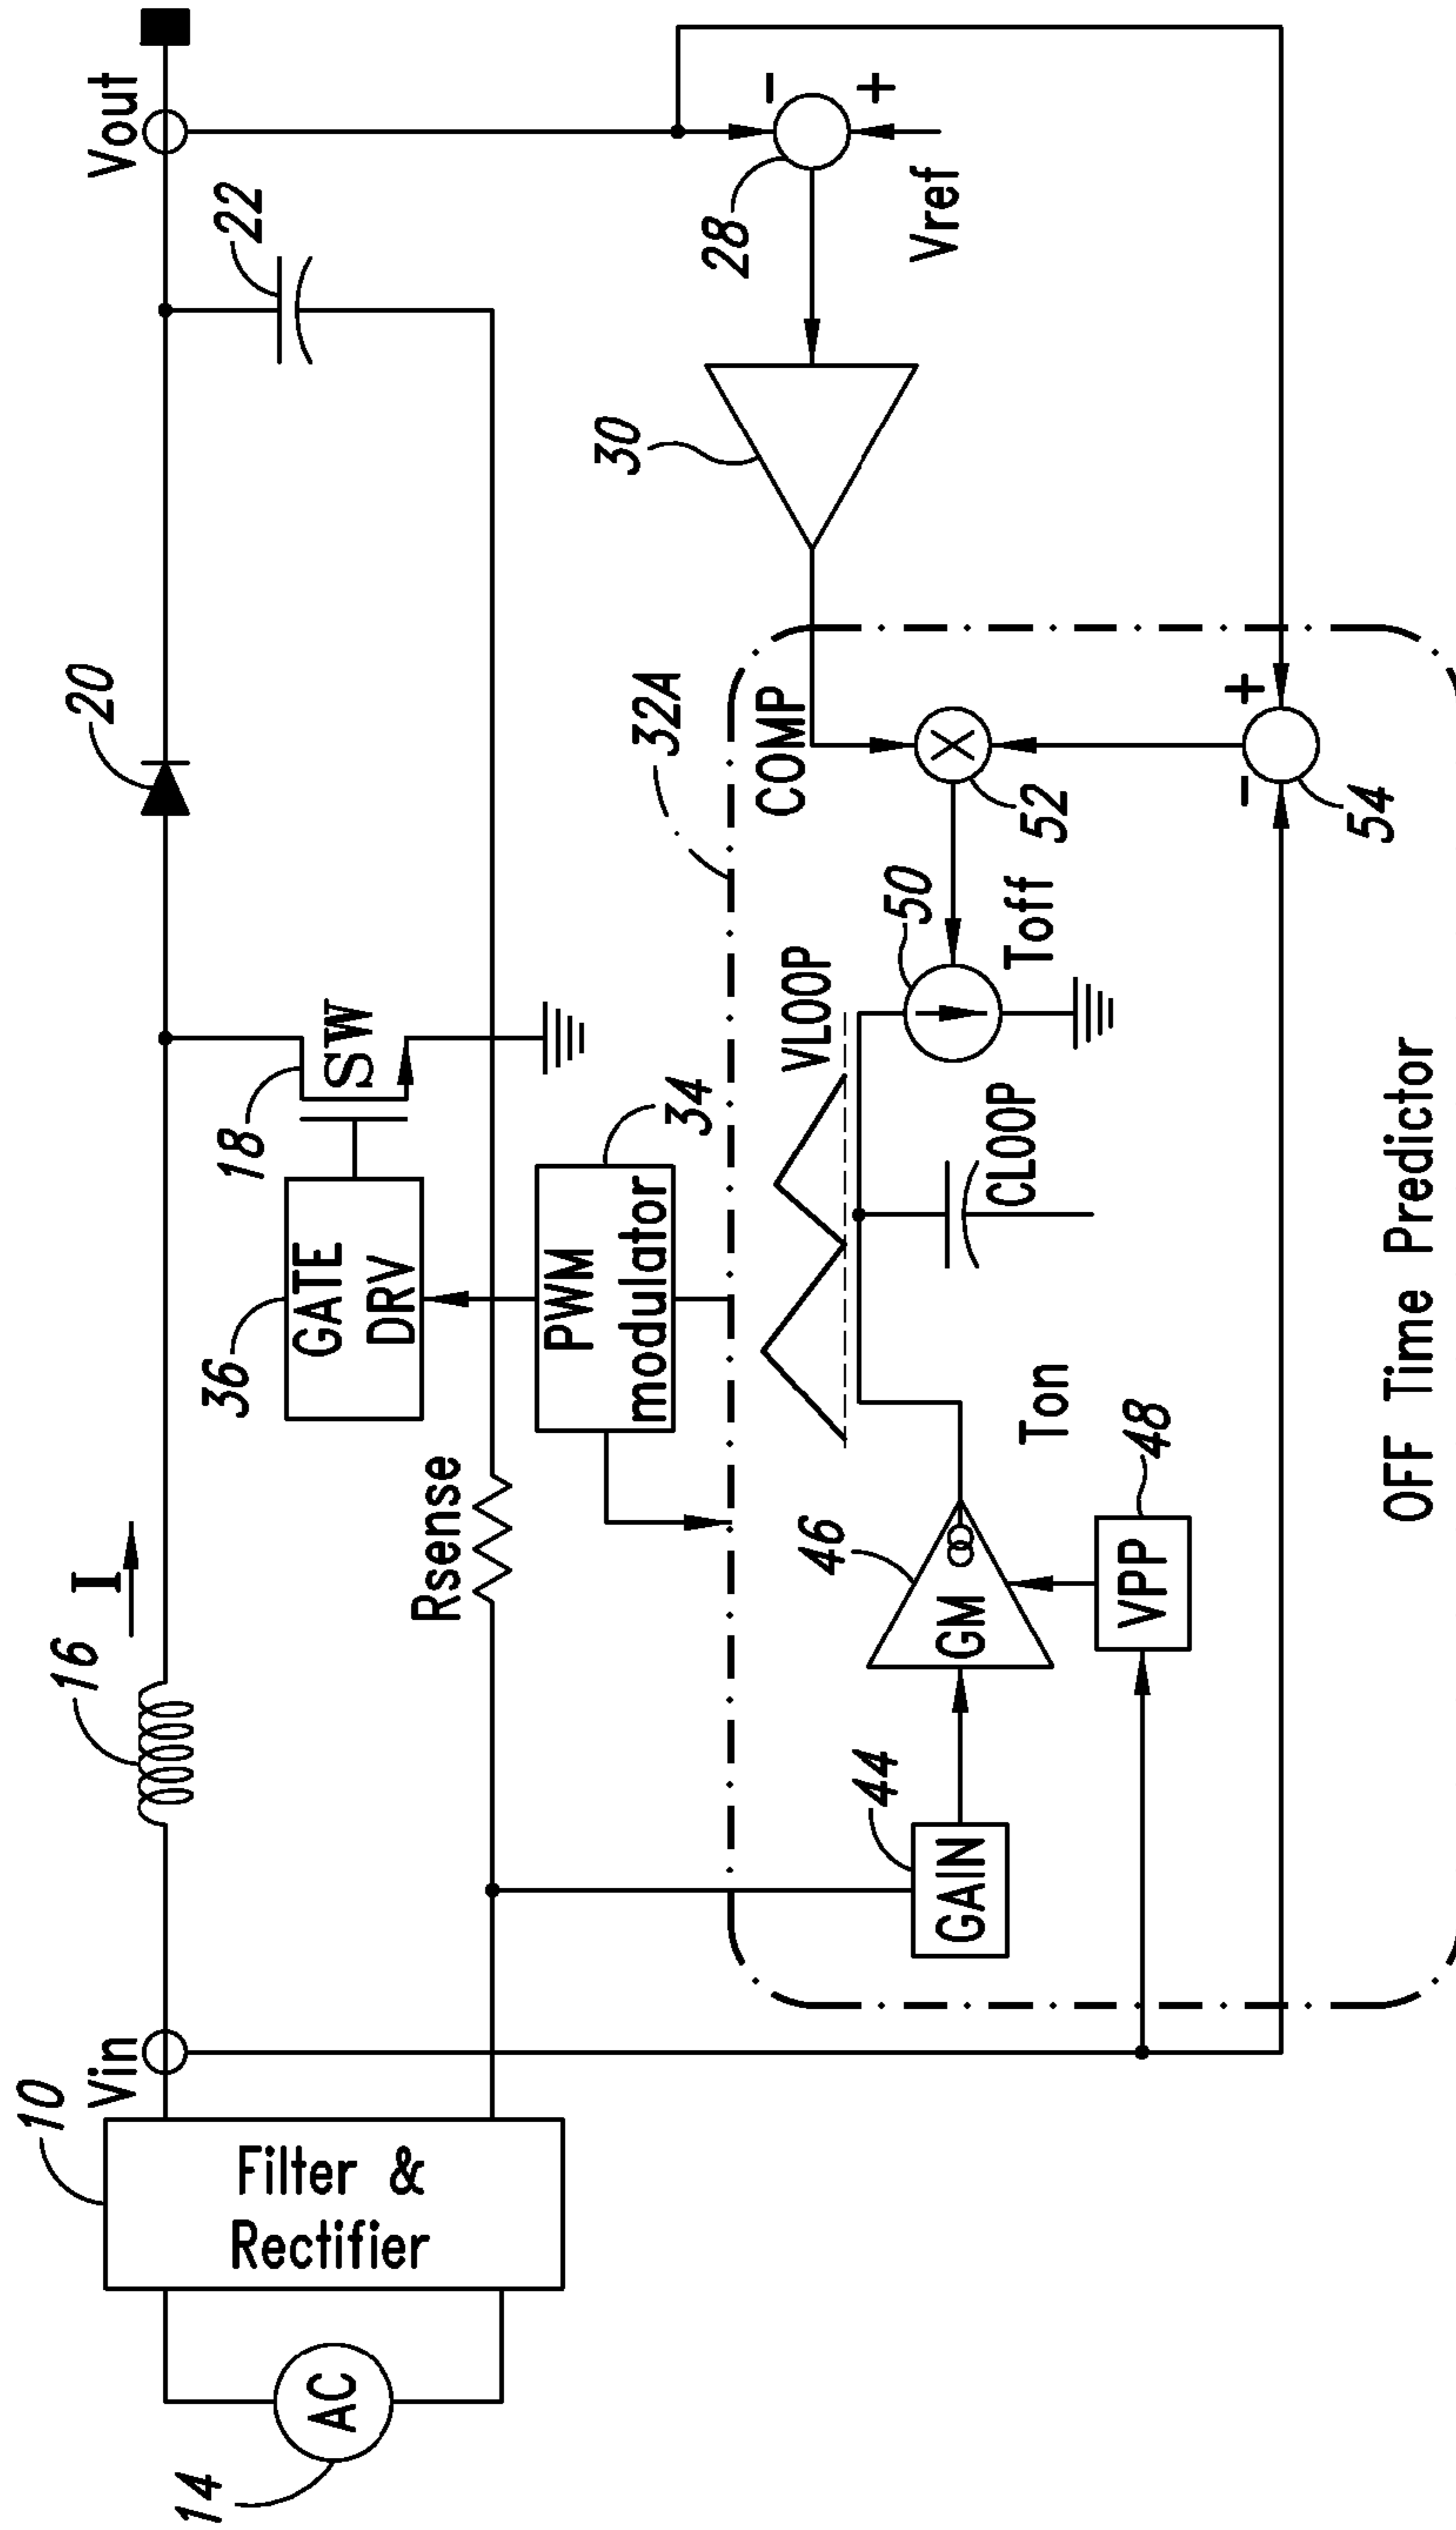 14
AC
10
Filter &
Rectifier
Vin
16
I
18
SW
20
22
Vout
36
GATE
DRV
Rsense
PWM
modulator
34
32A
30
28
-
+
Vref
44
GAIN
46
GM
VPP
48
Ton
VLOOP
CLOOP
50
Toff
COMP
X
52
-
+
54
OFF Time Predictor